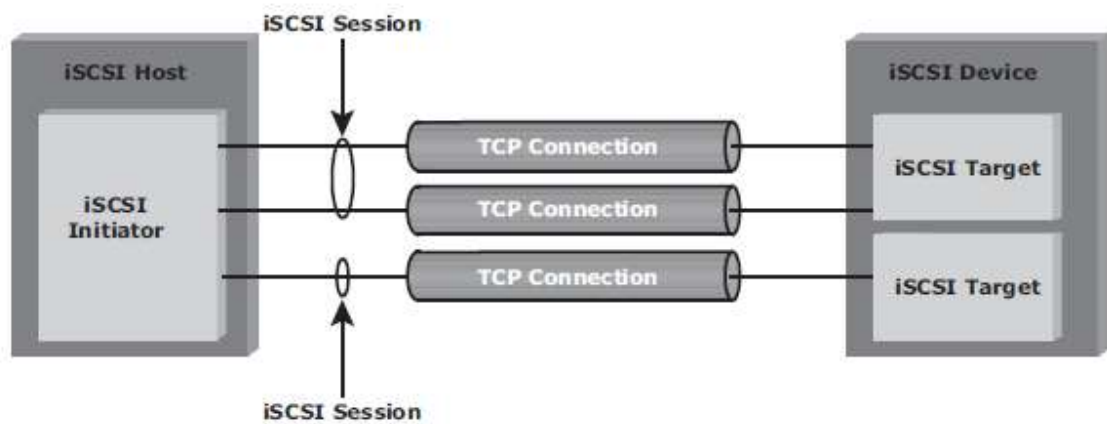 iSCSI Session
iSCSI Host
iSCSI Device
TCP Connection
iSCSI Target
iSCSI
Initiator
TCP Connection
TCP Connection
iSCSI Target
iSCSI Session